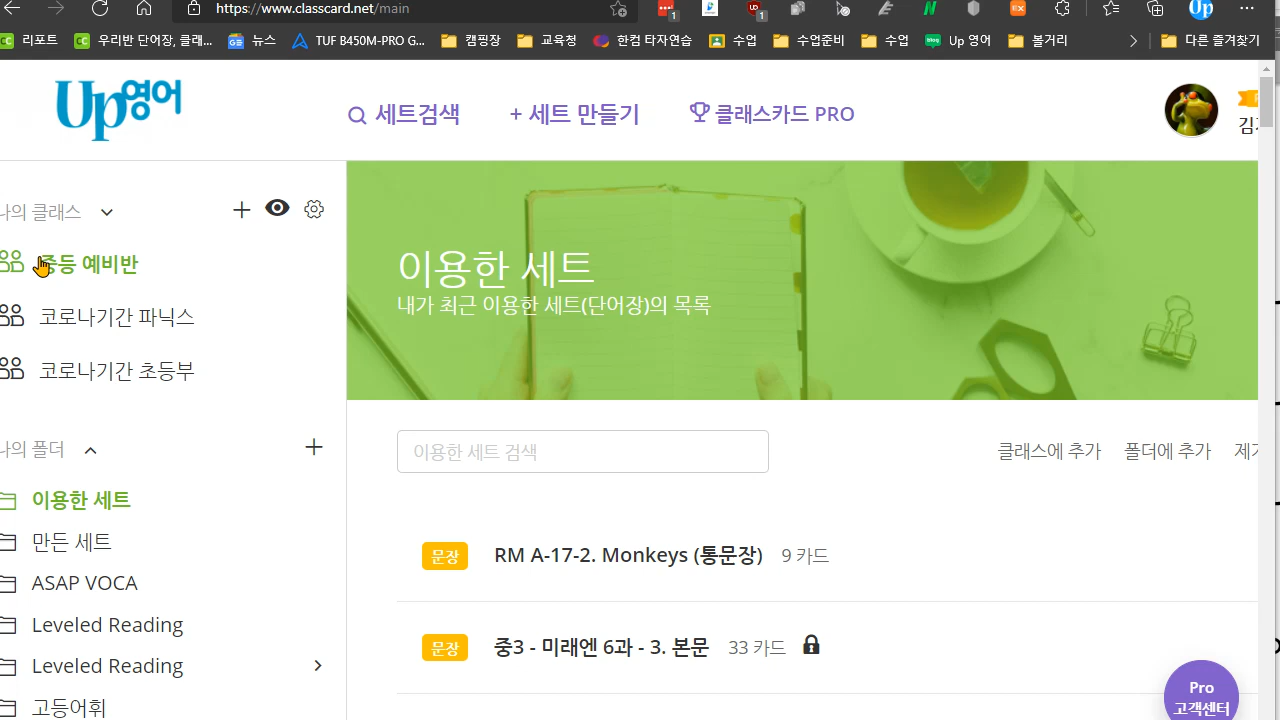 https://www.classcard.net/main
리포트 우리반 단어장, 클래... 뉴스 TUF B450M-PRO G... 캠핑장 교육청 한컴 타자연습 수업 수업준비 수업 Up 영어 볼거리 다른 즐겨찾기
Up영어
세트검색 + 세트 만들기 클래스카드 PRO
나의 클래스
중등 예비반
코로나기간 파닉스
코로나기간 초등부
나의 폴더
이용한 세트
만든 세트
ASAP VOCA
Leveled Reading
Leveled Reading
고등어휘
이용한 세트
내가 최근 이용한 세트(단어장)의 목록
이용한 세트 검색
클래스에 추가 폴더에 추가
문장 RM A-17-2. Monkeys (통문장) 9 카드
문장 중3 - 미래엔 6과 - 3. 본문 33 카드
Pro
고객센터